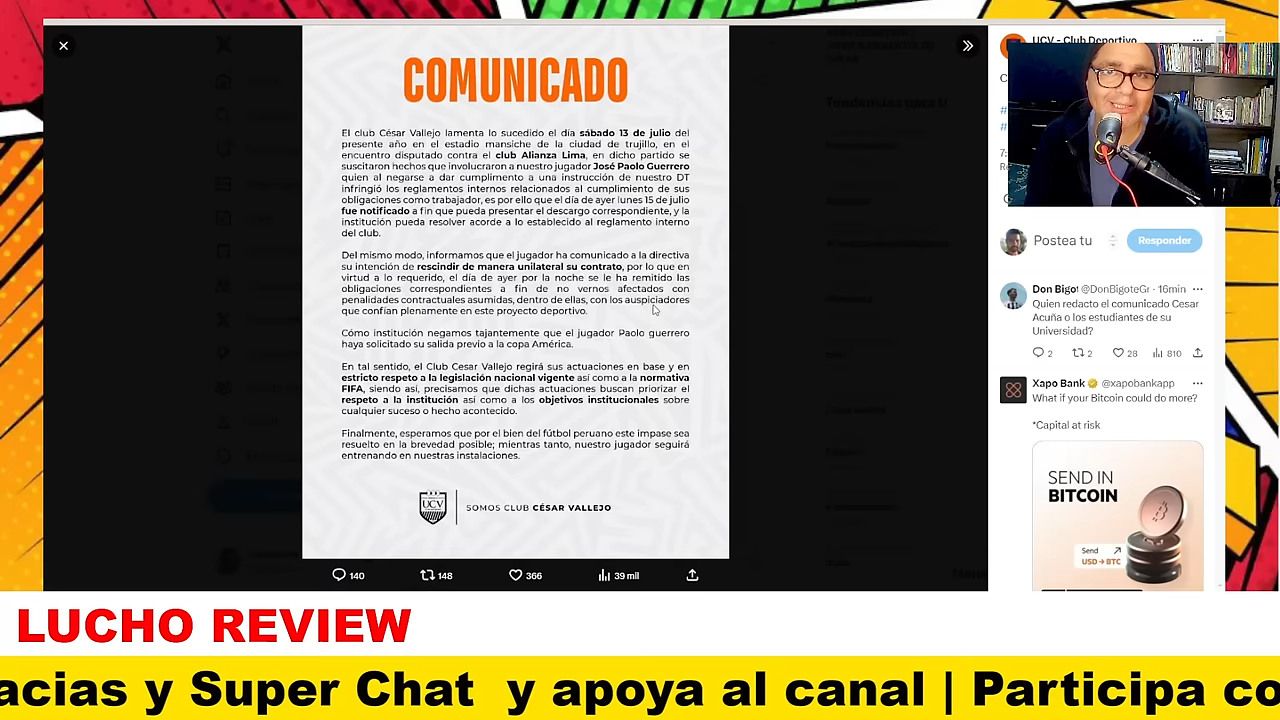 COMUNICADO
El club César Vallejo lamenta lo sucedido el día sábado 13 de julio del
presente año en el estadio mansiche de la ciudad de trujillo, en el
encuentro disputado contra el club Alianza Lima, en dicho partido se
suscitaron hechos que involucraron a nuestro jugador José Paolo Guerrero
quien al negarse a dar cumplimento a una instrucción de nuestro DT
infringió los reglamentos internos relacionados al cumplimiento de sus
obligaciones como trabajador, es por ello que el día de ayer lunes 15 de julio
fue notificado a fin que pueda presentar el descargo correspondiente, y la
institución pueda resolver acorde a lo establecido al reglamento interno
del club.
Del mismo modo, informamos que el jugador ha comunicado a la directiva
su intención de rescindir de manera unilateral su contrato, por lo que en
virtud a lo requerido, el día de ayer por la noche se le ha remitido las
obligaciones correspondientes a fin de no vernos afectados con
penalidades contractuales asumidas, dentro de ellas, con los auspiciadores
que confían plenamente en este proyecto deportivo.
Cómo institución negamos tajantemente que el jugador Paolo guerrero
haya solicitado su salida previo a la copa América.
En tal sentido, el Club Cesar Vallejo regirá sus actuaciones en base y en
estricto respeto a la legislación nacional vigente así como a la normativa
FIFA, siendo así, precisamos que dichas actuaciones buscan priorizar el
respeto a la institución así como a los objetivos institucionales sobre
cualquier suceso o hecho acontecido.
Finalmente, esperamos que por el bien del fútbol peruano este impase sea
resuelto en la brevedad posible; mientras tanto, nuestro jugador seguirá
entrenando en nuestras instalaciones.
UCV
SOMOS CLUB CÉSAR VALLEJO
140 148 366 39 mil
UCV - Club Deportivo
Postea tu
Responder
Don Bigot @DonBigoteGr · 16min
Quien redacto el comunicado Cesar
Acuña o los estudiantes de su
Universidad?
2 2 28 810
Xapo Bank @xapobankapp
What if your Bitcoin could do more?
*Capital at risk
SEND IN
BITCOIN
Send
USD → BTC
LUCHO REVIEW
acias y Super Chat y apoya al canal | Participa co